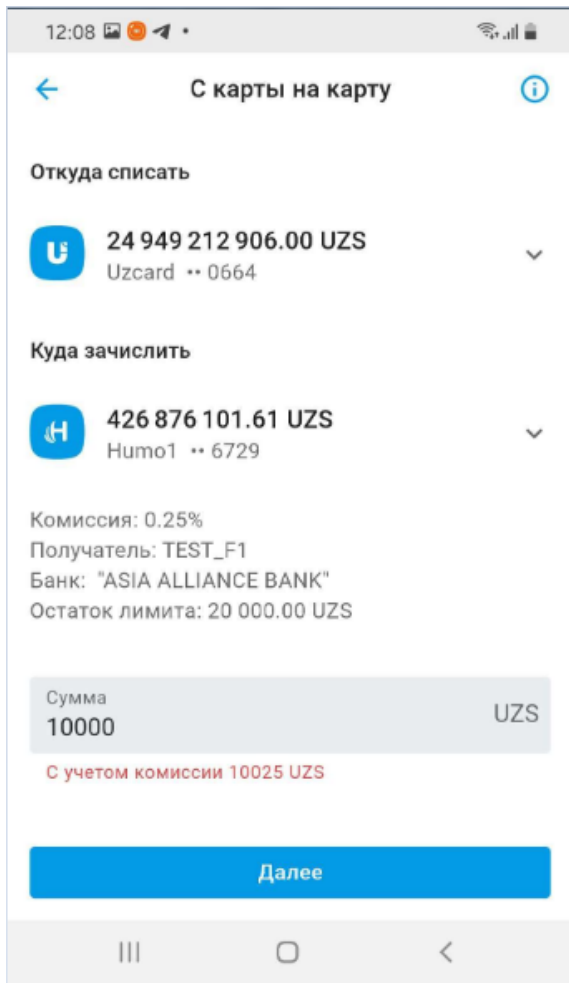 12:08
С карты на карту
Откуда списать
24 949 212 906.00 UZS
Uzcard •• 0664
Куда зачислить
426 876 101.61 UZS
Humo1 •• 6729
Комиссия: 0.25%
Получатель: TEST_F1
Банк: "ASIA ALLIANCE BANK"
Остаток лимита: 20 000.00 UZS
Сумма
10000 UZS
С учетом комиссии 10025 UZS
Далее